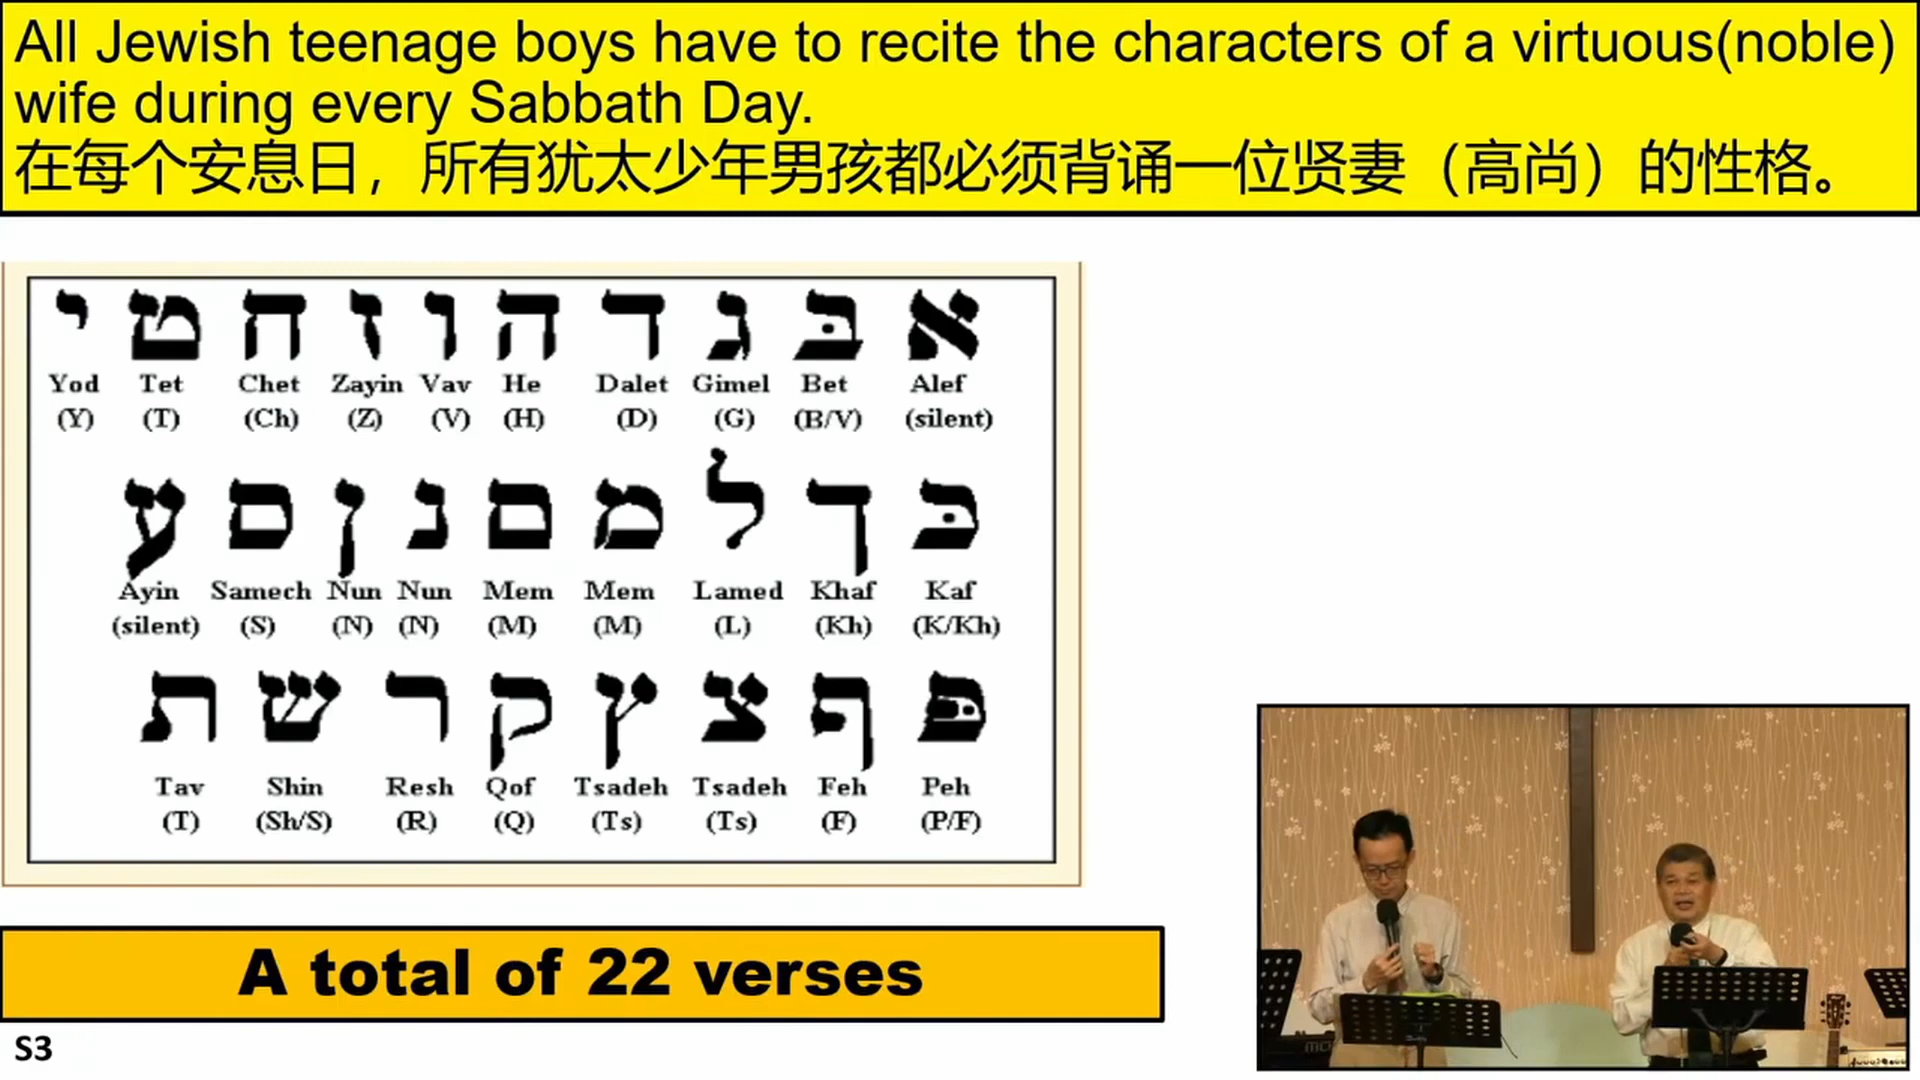 All Jewish teenage boys have to recite the characters of a virtuous(noble)
wife during every Sabbath Day.
在每个安息日，所有犹太少年男孩都必须背诵一位贤妻（高尚）的性格。
י ט ח ז ו ה ד ג בּ א
Yod Tet Chet Zayin Vav He Dalet Gimel Bet Alef
(Y) (T) (Ch) (Z) (V) (H) (D) (G) (B/V) (silent)
ע ס ן נ ם מ ל ך כּ
Ayin Samech Nun Nun Mem Mem Lamed Khaf Kaf
(silent) (S) (N) (N) (M) (M) (L) (Kh) (K/Kh)
ת ש ר ק ץ צ ף פּ
Tav Shin Resh Qof Tsadeh Tsadeh Feh Peh
(T) (Sh/S) (R) (Q) (Ts) (Ts) (F) (P/F)
A total of 22 verses
S3